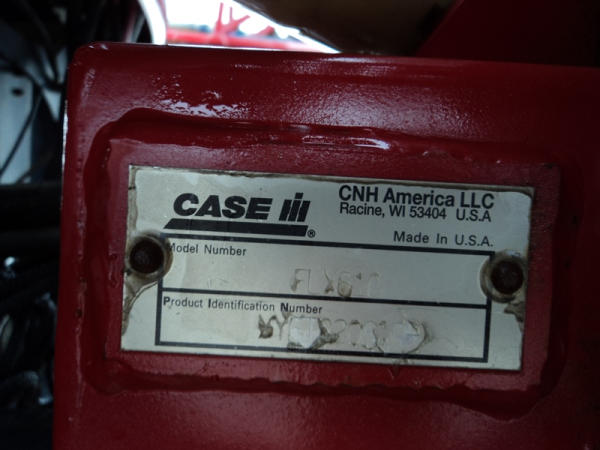 CASE IH ®
CNH America LLC
Racine, WI 53404 U.S.A
Made In U.S.A.
Model Number
Product Identification Number